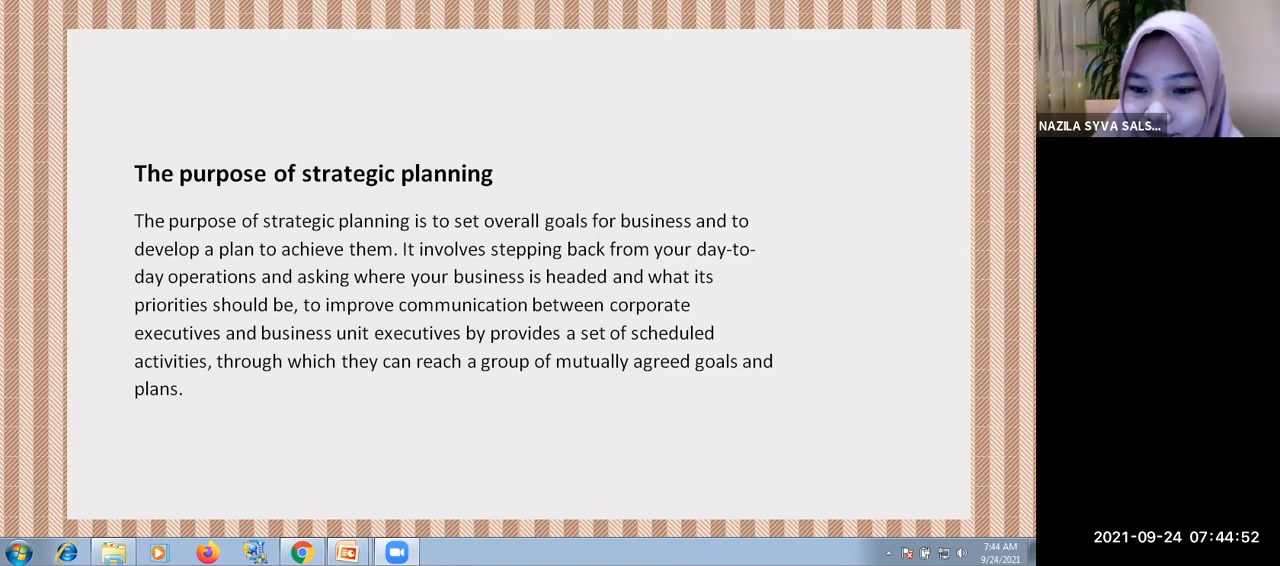 The purpose of strategic planning
The purpose of strategic planning is to set overall goals for business and to
develop a plan to achieve them. It involves stepping back from your day-to-
day operations and asking where your business is headed and what its
priorities should be, to improve communication between corporate
executives and business unit executives by provides a set of scheduled
activities, through which they can reach a group of mutually agreed goals and
plans.
NAZILA SYVA SALS...
7:44 AM
9/24/2021
2021-09-24 07:44:52